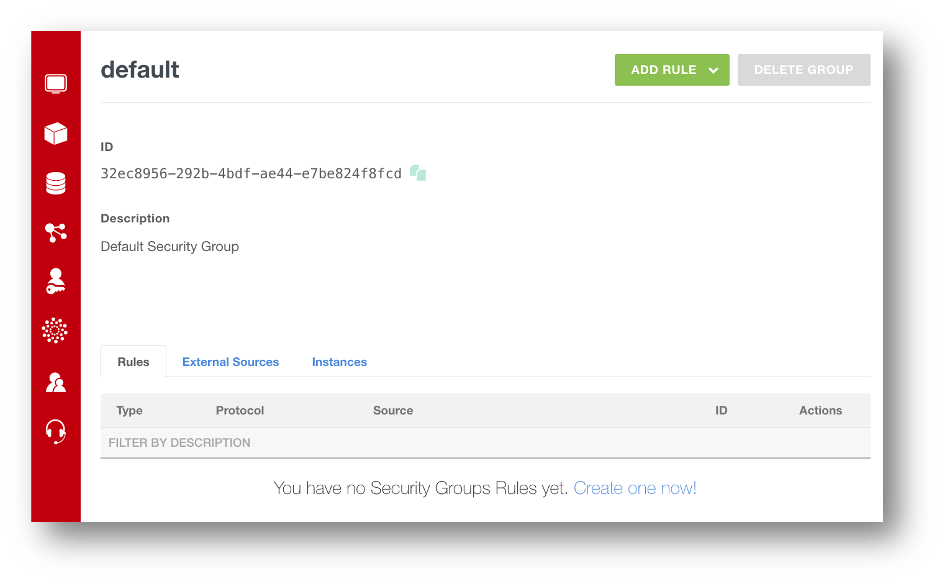 default
ADD RULE
DELETE GROUP
ID
32ec8956-292b-4bdf-ae44-e7be824f8fcd
Description
Default Security Group
Rules External Sources Instances
Type Protocol Source ID Actions
FILTER BY DESCRIPTION
You have no Security Groups Rules yet. Create one now!